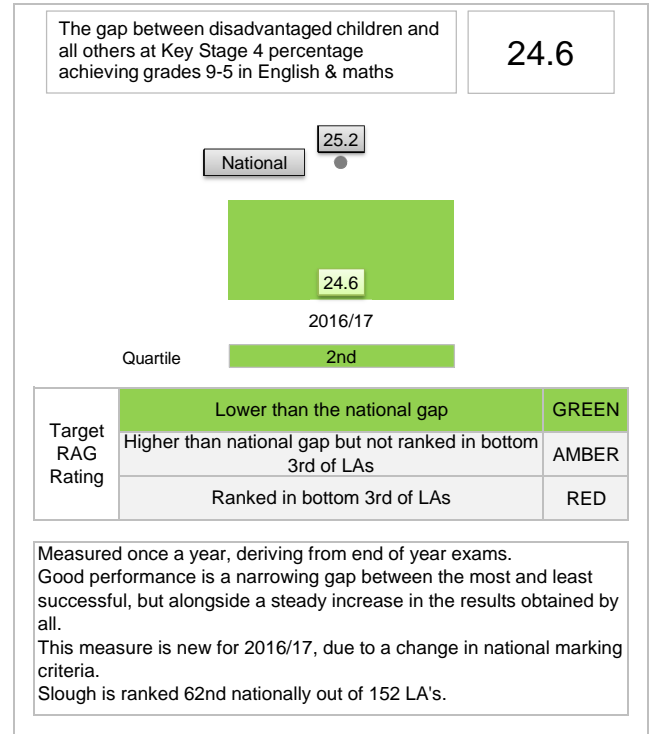 The gap between disadvantaged children and
all others at Key Stage 4 percentage
achieving grades 9-5 in English & maths
24.6
25.2
National
24.6
2016/17
Quartile
2nd
Target
RAG
Rating
Lower than the national gap
GREEN
Higher than national gap but not ranked in bottom
3rd of LAs
AMBER
Ranked in bottom 3rd of LAs
RED
Measured once a year, deriving from end of year exams.
Good performance is a narrowing gap between the most and least
successful, but alongside a steady increase in the results obtained by
all.
This measure is new for 2016/17, due to a change in national marking
criteria.
Slough is ranked 62nd nationally out of 152 LA's.